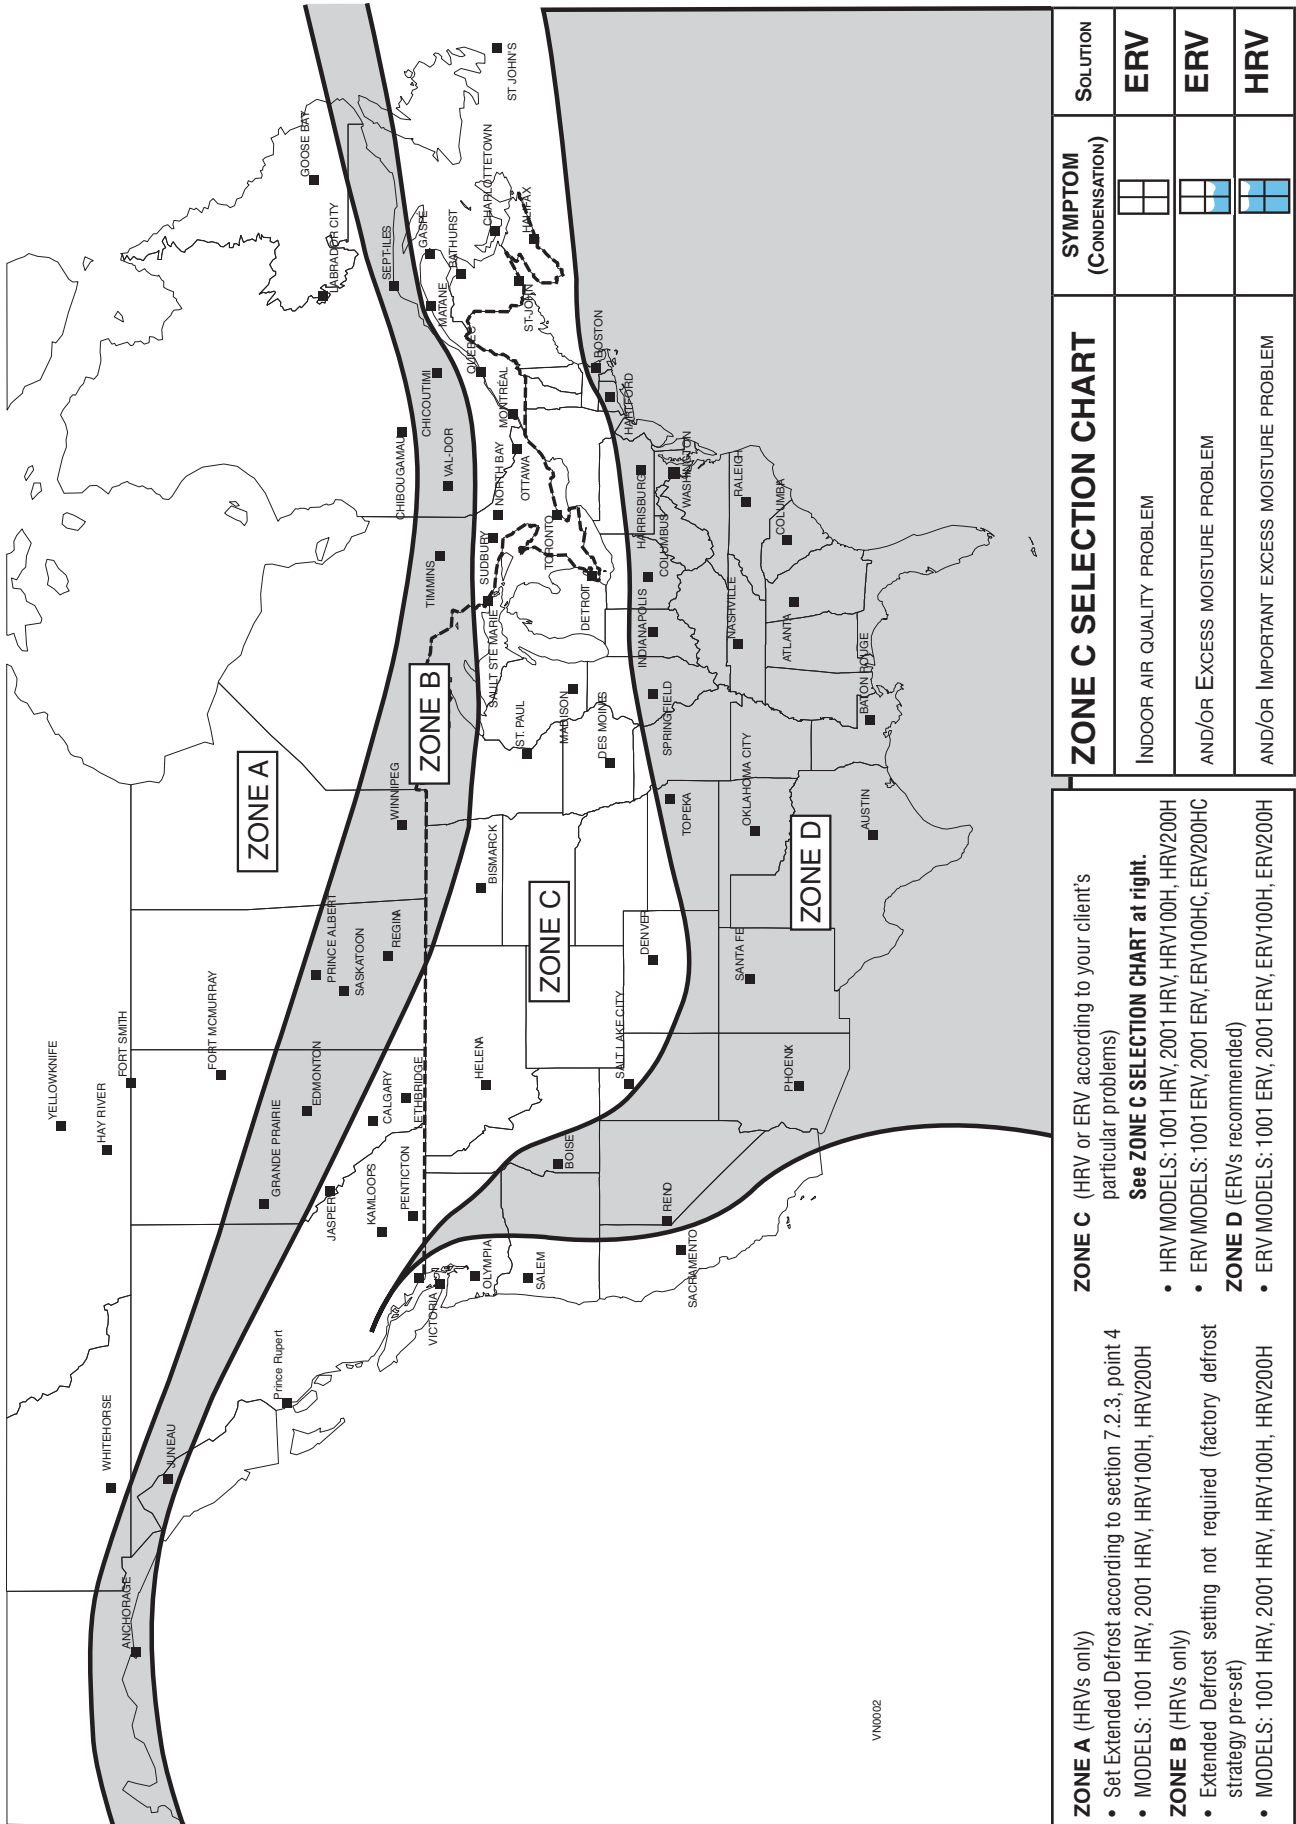 WHITEHORSE
YELLOWKNIFE
HAY RIVER
FORT SMITH
ANCHORAGE
JUNEAU
FORT MCMURRAY
GRANDE PRAIRIE
ZONE A
Prince Rupert
EDMONTON
PRINCE ALBERT
SASKATOON
JASPER
CALGARY
REGINA
WINNIPEG
KAMLOOPS
PENTICTON
LETHBRIDGE
ZONE B
VICTORIA
GOOSE BAY
LABRADOR CITY
SEPT-ILES
CHIBOUGAMAU
CHICOUTIMI
VAL-DOR
TIMMINS
GASPÉ
MATANE
BATHURST
QUÉBEC
ST JOHN'S
CHARLOTTETOWN
HALIFAX
ST-JOHN
MONTRÉAL
NORTH BAY
OTTAWA
SUDBURY
SAULT STE MARIE
TORONTO
OLYMPIA
HELENA
BISMARCK
SALEM
BOISE
ZONE C
ST. PAUL
MADISON
DETROIT
DES MOINES
BOSTON
HARTFORD
SALT LAKE CITY
DENVER
SPRINGFIELD
INDIANAPOLIS
COLUMBUS
HARRISBURG
WASHINGTON
SACRAMENTO
REND
TOPEKA
SANTA FE
OKLAHOMA CITY
NASHVILLE
RALEIGH
COLUMBIA
PHOENIX
ZONE D
ATLANTA
AUSTIN
BATON ROUGE
VN0002
ZONE A (HRVs only)
• Set Extended Defrost according to section 7.2.3, point 4
• MODELS: 1001 HRV, 2001 HRV, HRV100H, HRV200H
ZONE B (HRVs only)
• Extended Defrost setting not required (factory defrost
strategy pre-set)
• MODELS: 1001 HRV, 2001 HRV, HRV100H, HRV200H
ZONE C (HRV or ERV according to your client's
particular problems)
See ZONE C SELECTION CHART at right.
• HRV MODELS: 1001 HRV, 2001 HRV, HRV100H, HRV200H
• ERV MODELS: 1001 ERV, 2001 ERV, ERV100HC, ERV200HC
ZONE D (ERVs recommended)
• ERV MODELS: 1001 ERV, 2001 ERV, ERV100H, ERV200H
ZONE C SELECTION CHART
SYMPTOM
(CONDENSATION)
SOLUTION
INDOOR AIR QUALITY PROBLEM
ERV
AND/OR EXCESS MOISTURE PROBLEM
ERV
AND/OR IMPORTANT EXCESS MOISTURE PROBLEM
HRV